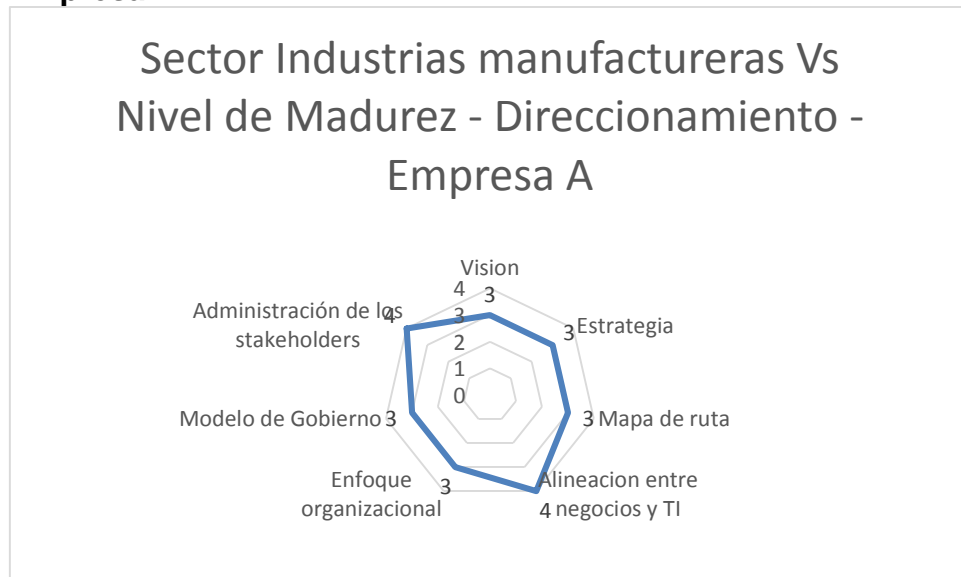 Sector Industrias manufactureras Vs
Nivel de Madurez - Direccionamiento -
Empresa A
Vision
4
3
3
Administración de los
stakeholders
4
3
Estrategia
3
2
1
0
Modelo de Gobierno
3
3
Mapa de ruta
Enfoque
organizacional
3
Alineacion entre
negocios y TI
4